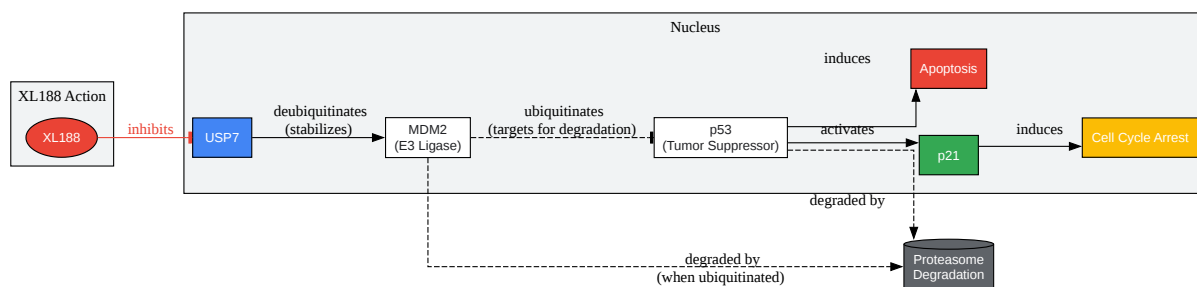 Nucleus
XL188 Action
XL188
inhibits
USP7
deubiquitinates
(stabilizes)
MDM2
(E3 Ligase)
ubiquitinates
(targets for degradation)
p53
(Tumor Suppressor)
induces
Apoptosis
activates
p21
induces
Cell Cycle Arrest
degraded by
degraded by
(when ubiquitinated)
Proteasome
Degradation